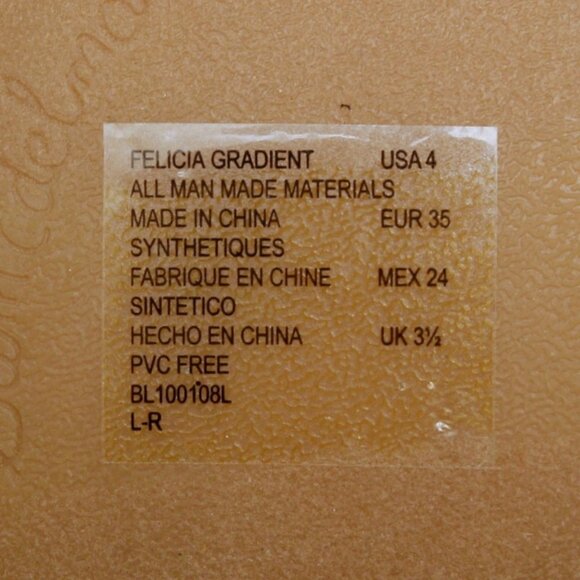 FELICIA GRADIENT USA 4
ALL MAN MADE MATERIALS
MADE IN CHINA EUR 35
SYNTHETIQUES
FABRIQUE EN CHINE MEX 24
SINTETICO
HECHO EN CHINA UK 3½
PVC FREE
BL100108L
L-R